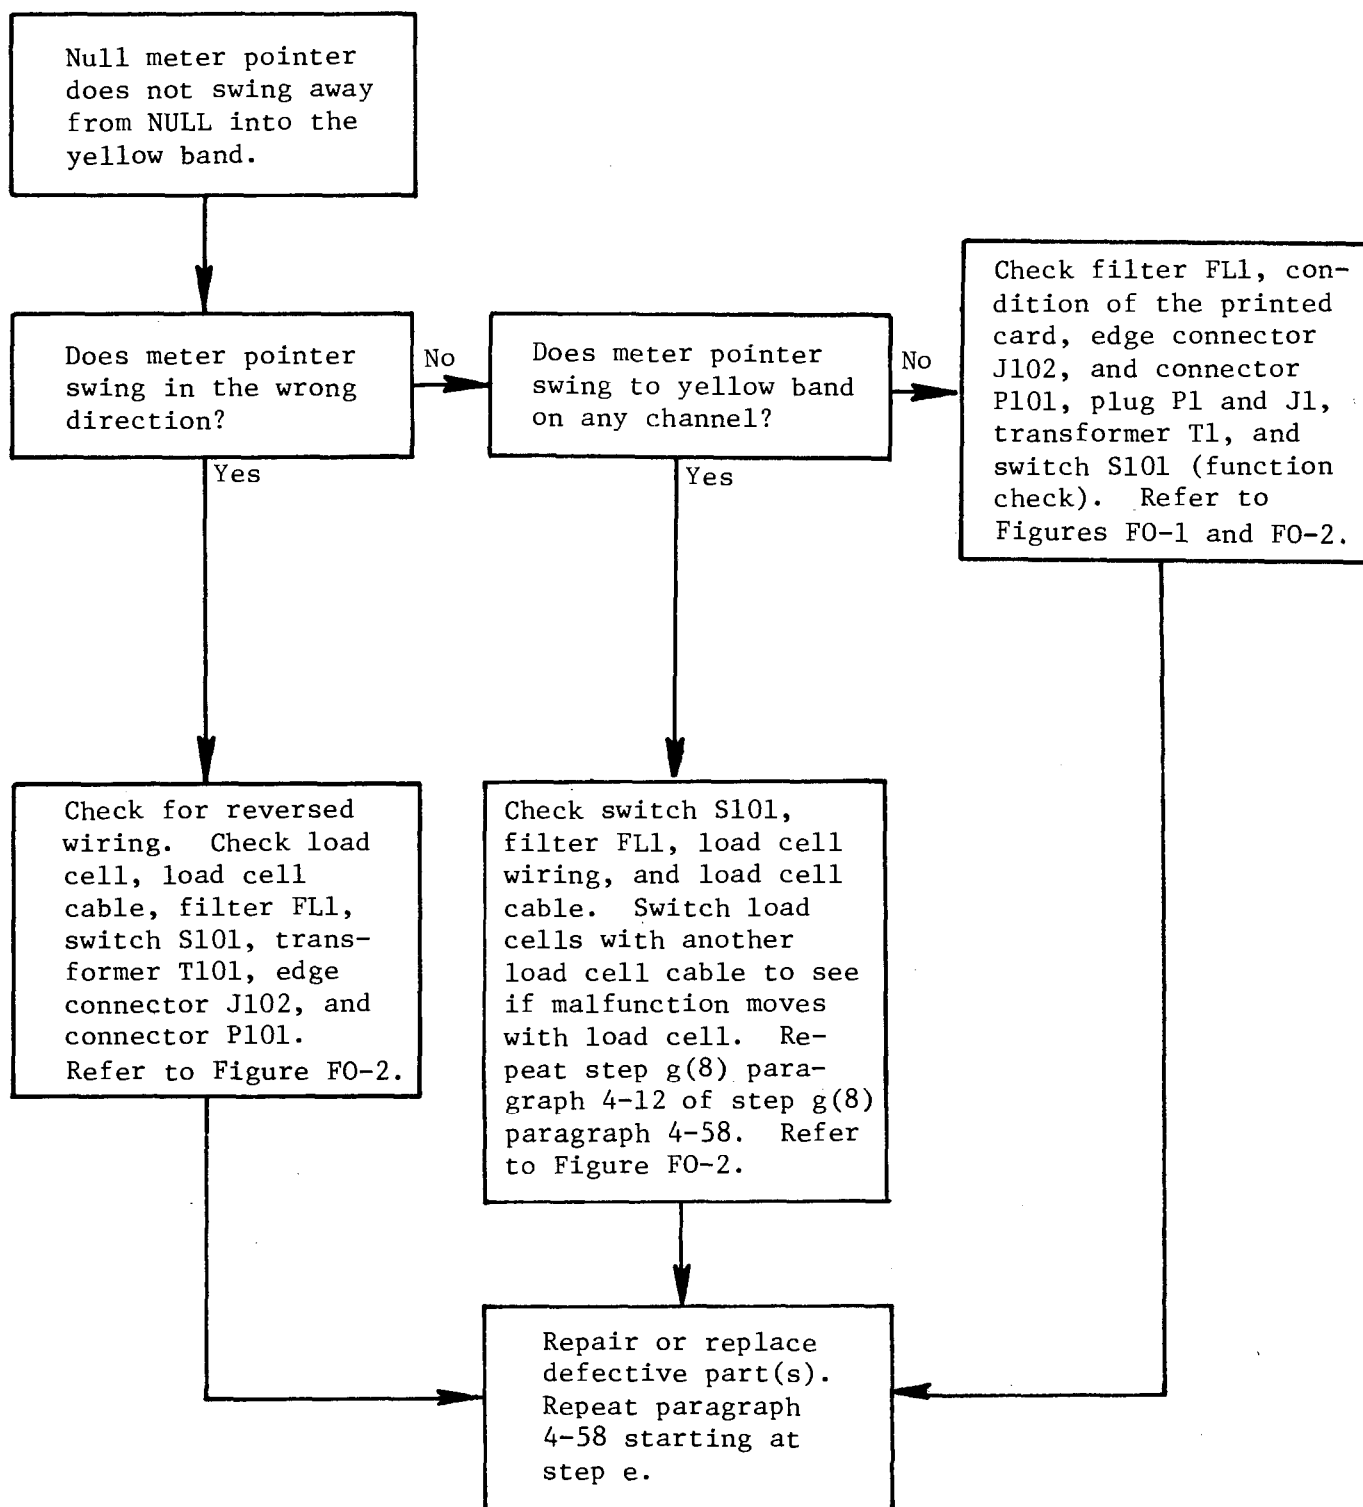 Null meter pointer
does not swing away
from NULL into the
yellow band.
Does meter pointer
swing in the wrong
direction?
No
Yes
Does meter pointer
swing to yellow band
on any channel?
No
Yes
Check filter FL1, con-
dition of the printed
card, edge connector
J102, and connector
P101, plug P1 and J1,
transformer T1, and
switch S101 (function
check). Refer to
Figures FO-1 and FO-2.
Check for reversed
wiring. Check load
cell, load cell
cable, filter FL1,
switch S101, trans-
former T101, edge
connector J102, and
connector P101.
Refer to Figure FO-2.
Check switch S101,
filter FL1, load cell
wiring, and load cell
cable. Switch load
cells with another
load cell cable to see
if malfunction moves
with load cell. Re-
peat step g(8) para-
graph 4-12 of step g(8)
paragraph 4-58. Refer
to Figure FO-2.
Repair or replace
defective part(s).
Repeat paragraph
4-58 starting at
step e.